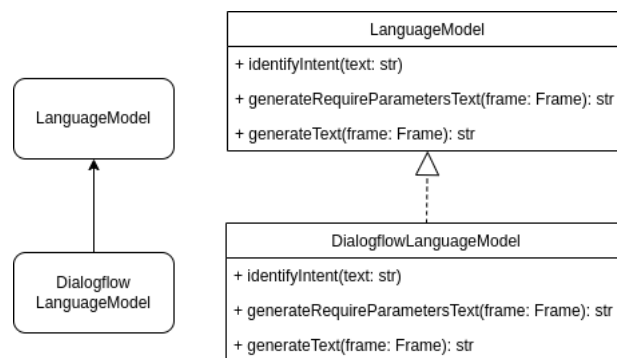 LanguageModel
Dialogflow
LanguageModel
LanguageModel
+ identifyIntent(text: str)
+ generateRequireParametersText(frame: Frame): str
+ generateText(frame: Frame): str
DialogflowLanguageModel
+ identifyIntent(text: str)
+ generateRequireParametersText(frame: Frame): str
+ generateText(frame: Frame): str